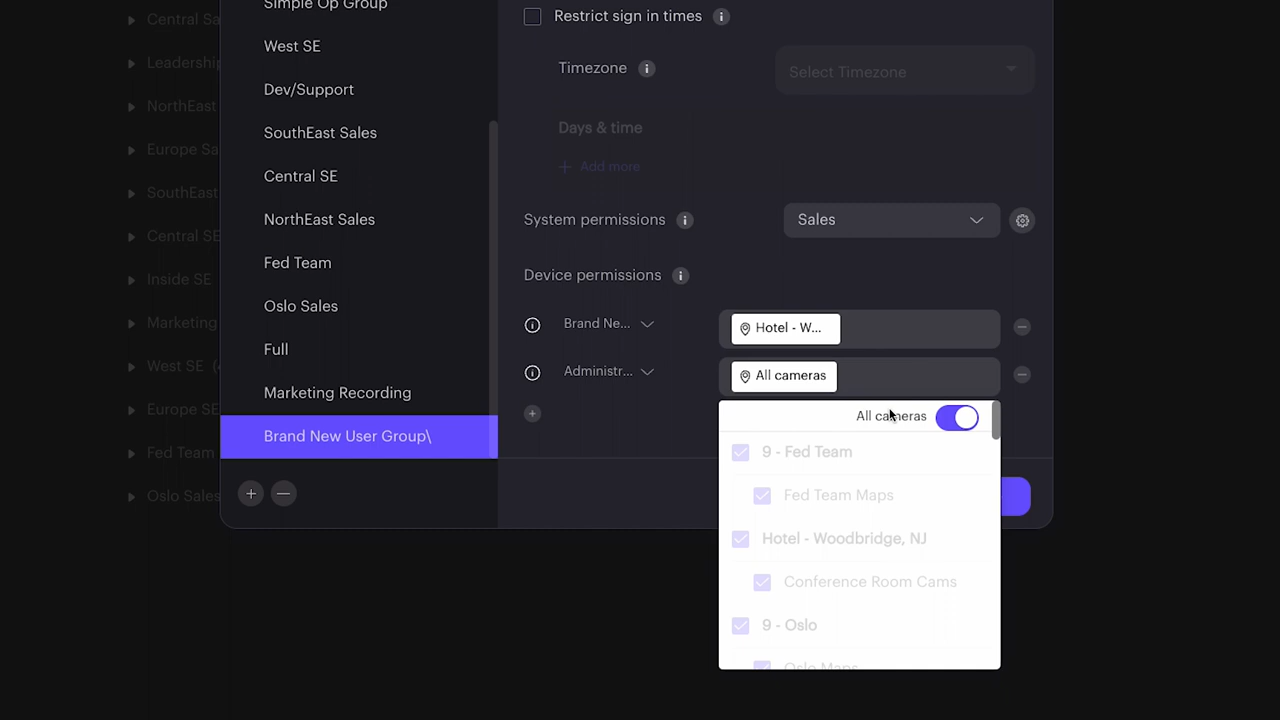 Central Sa
Leadership
NorthEast
Europe Sa
SouthEast
Central SE
Inside SE
Marketing
West SE (
Europe SE
Fed Team
Oslo Sales
Simple Op Group
West SE
Dev/Support
SouthEast Sales
Central SE
NorthEast Sales
Fed Team
Oslo Sales
Full
Marketing Recording
Brand New User Group\
Restrict sign in times
Timezone
Select Timezone
Days & time
Add more
System permissions
Sales
Device permissions
Brand Ne...
Hotel - W...
Administr...
All cameras
All cameras
9 - Fed Team
Fed Team Maps
Hotel - Woodbridge, NJ
Conference Room Cams
9 - Oslo
Oslo Maps